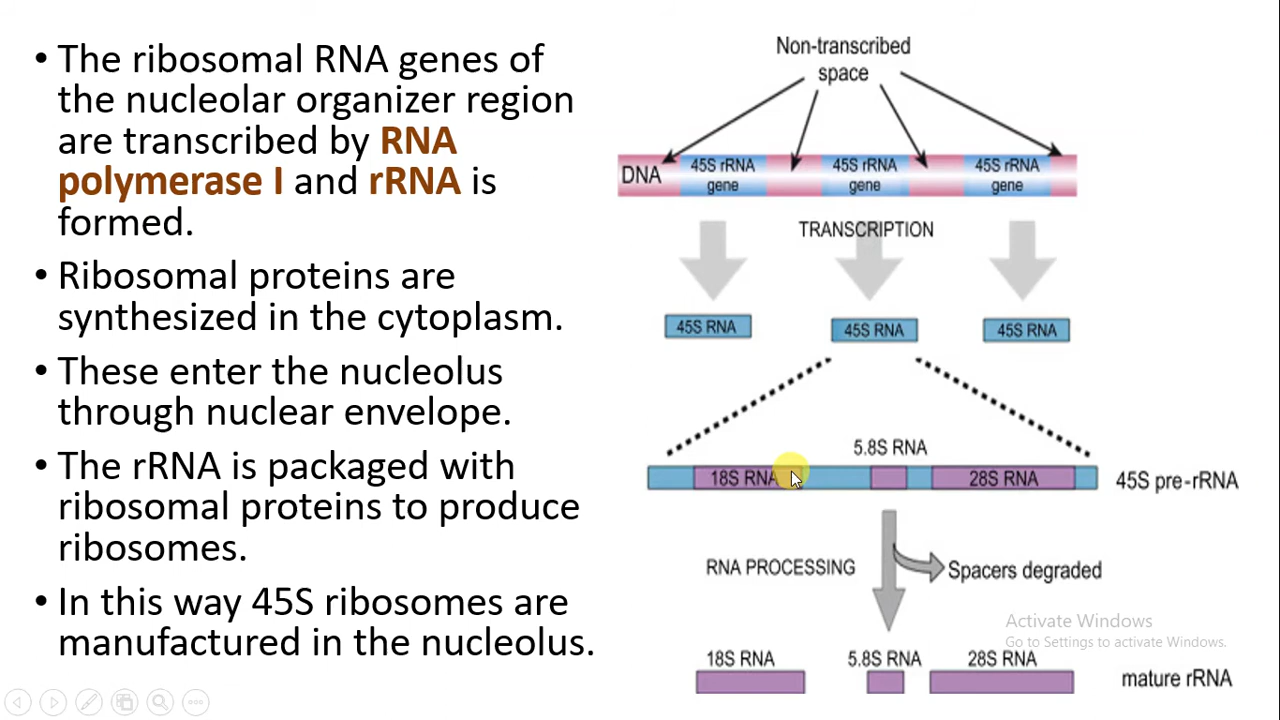 • The ribosomal RNA genes of
the nucleolar organizer region
are transcribed by RNA
polymerase I and rRNA is
formed.
• Ribosomal proteins are
synthesized in the cytoplasm.
• These enter the nucleolus
through nuclear envelope.
• The rRNA is packaged with
ribosomal proteins to produce
ribosomes.
• In this way 45S ribosomes are
manufactured in the nucleolus.
Non-transcribed
space
DNA
45S rRNA
gene
45S rRNA
gene
45S rRNA
gene
TRANSCRIPTION
45S RNA
45S RNA
45S RNA
5.8S RNA
18S RNA
28S RNA
45S pre-rRNA
RNA PROCESSING
Spacers degraded
Activate Windows
Go to Settings to activate Windows.
18S RNA
5.8S RNA
28S RNA
mature rRNA